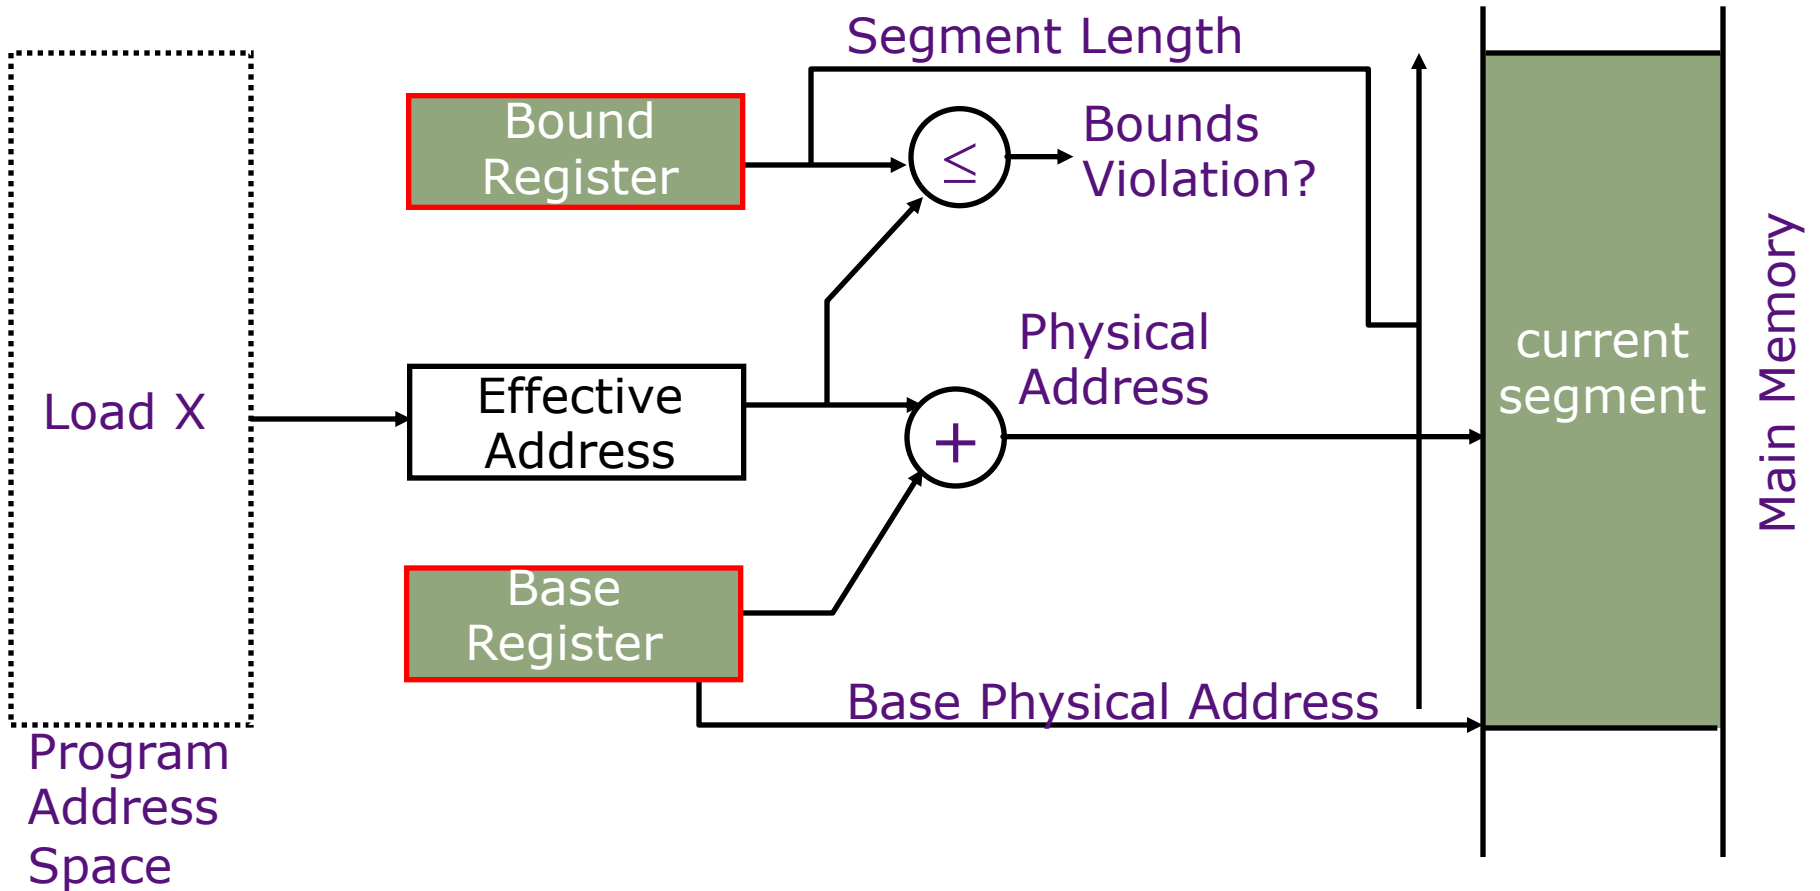 Segment Length
Bound
Register
≤
Bounds
Violation?
Load X
Effective
Address
Physical
Address
+
current
segment
Main Memory
Base
Register
Base Physical Address
Program
Address
Space